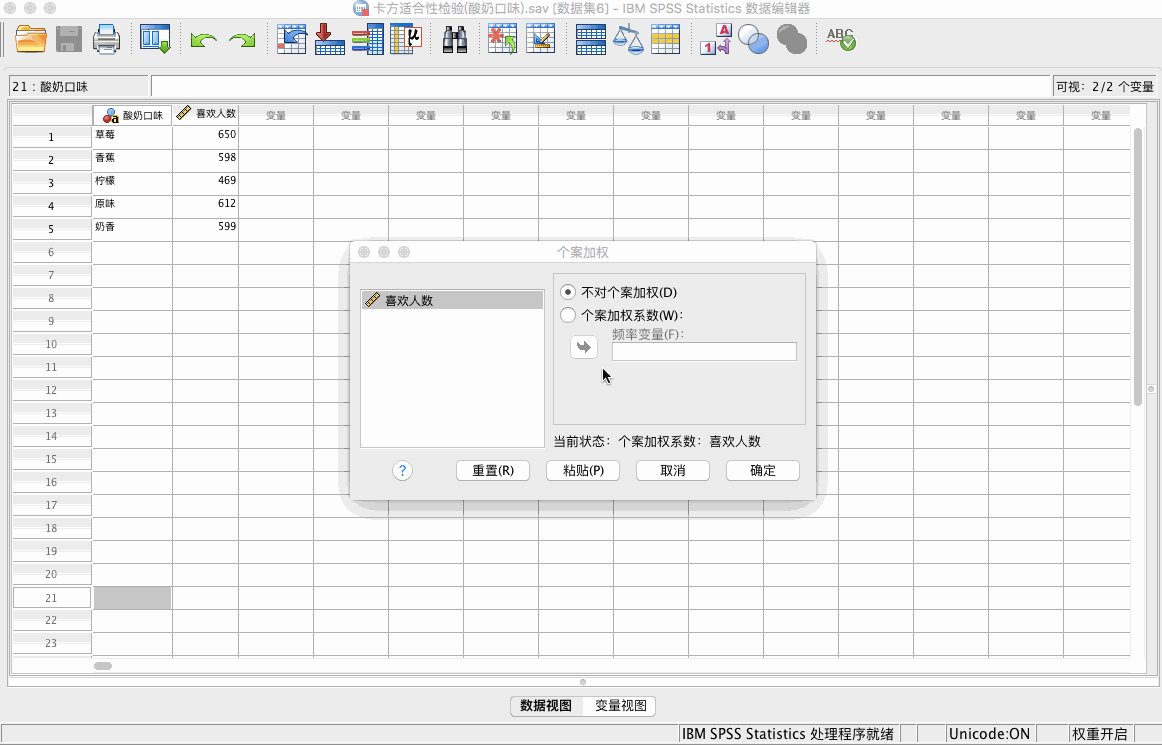 卡方适合性检验(酸奶口味).sav [数据集6] - IBM SPSS Statistics 数据编辑器
21：酸奶口味
可视: 2/2 个变量
酸奶口味 喜欢人数 变量 变量 变量 变量 变量 变量 变量 变量 变量 变量 变量 变量
1 草莓 650
2 香蕉 598
3 柠檬 469
4 原味 612
5 奶香 599
6
7
8
9
10
11
12
13
14
15
16
17
18
19
20
21
22
23
个案加权
喜欢人数
不对个案加权(D)
个案加权系数(W):
频率变量(F):
当前状态: 个案加权系数: 喜欢人数
? 重置(R) 粘贴(P) 取消 确定
数据视图 变量视图
IBM SPSS Statistics 处理程序就绪 Unicode:ON 权重开启